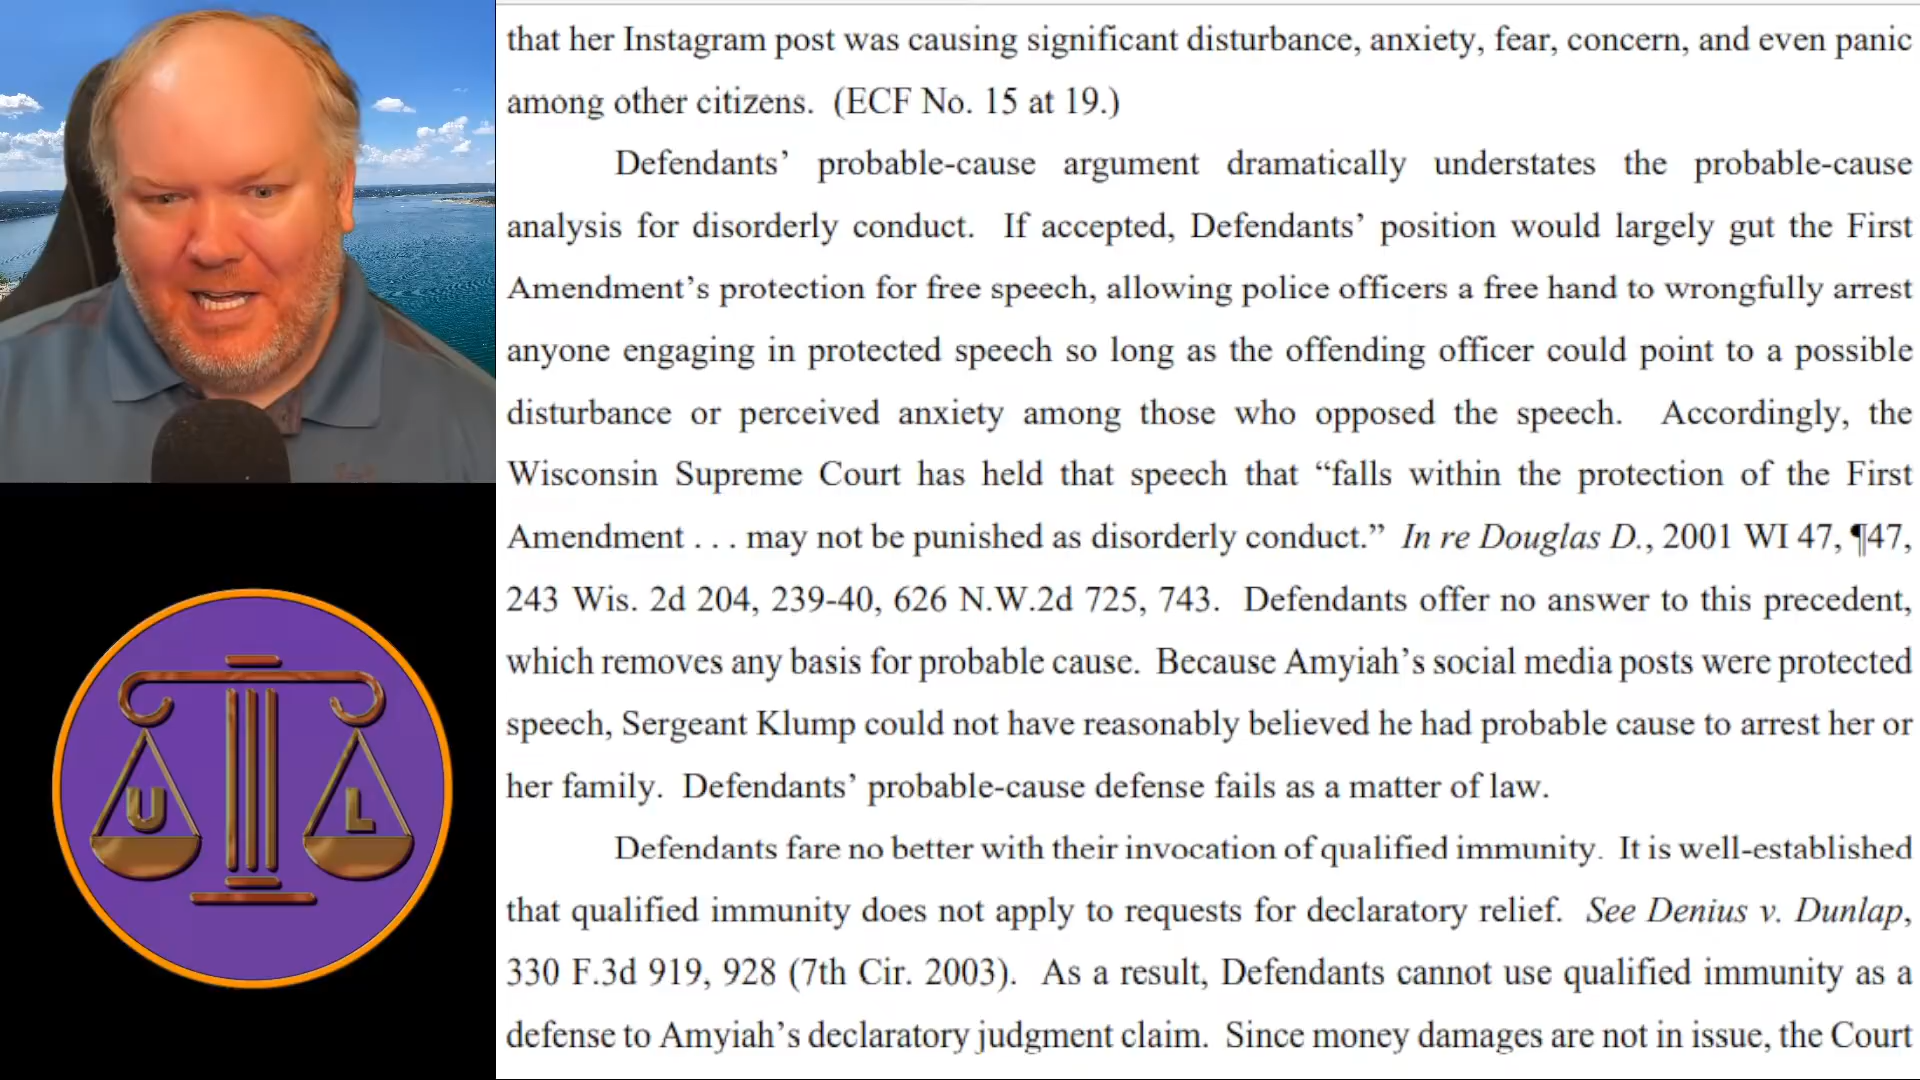 that her Instagram post was causing significant disturbance, anxiety, fear, concern, and even panic
among other citizens. (ECF No. 15 at 19.)
Defendants’ probable-cause argument dramatically understates the probable-cause
analysis for disorderly conduct. If accepted, Defendants’ position would largely gut the First
Amendment’s protection for free speech, allowing police officers a free hand to wrongfully arrest
anyone engaging in protected speech so long as the offending officer could point to a possible
disturbance or perceived anxiety among those who opposed the speech. Accordingly, the
Wisconsin Supreme Court has held that speech that “falls within the protection of the First
Amendment . . . may not be punished as disorderly conduct.” In re Douglas D., 2001 WI 47, ¶47,
243 Wis. 2d 204, 239-40, 626 N.W.2d 725, 743. Defendants offer no answer to this precedent,
which removes any basis for probable cause. Because Amyiah’s social media posts were protected
speech, Sergeant Klump could not have reasonably believed he had probable cause to arrest her or
her family. Defendants’ probable-cause defense fails as a matter of law.
Defendants fare no better with their invocation of qualified immunity. It is well-established
that qualified immunity does not apply to requests for declaratory relief. See Denius v. Dunlap,
330 F.3d 919, 928 (7th Cir. 2003). As a result, Defendants cannot use qualified immunity as a
defense to Amyiah’s declaratory judgment claim. Since money damages are not in issue, the Court
U L